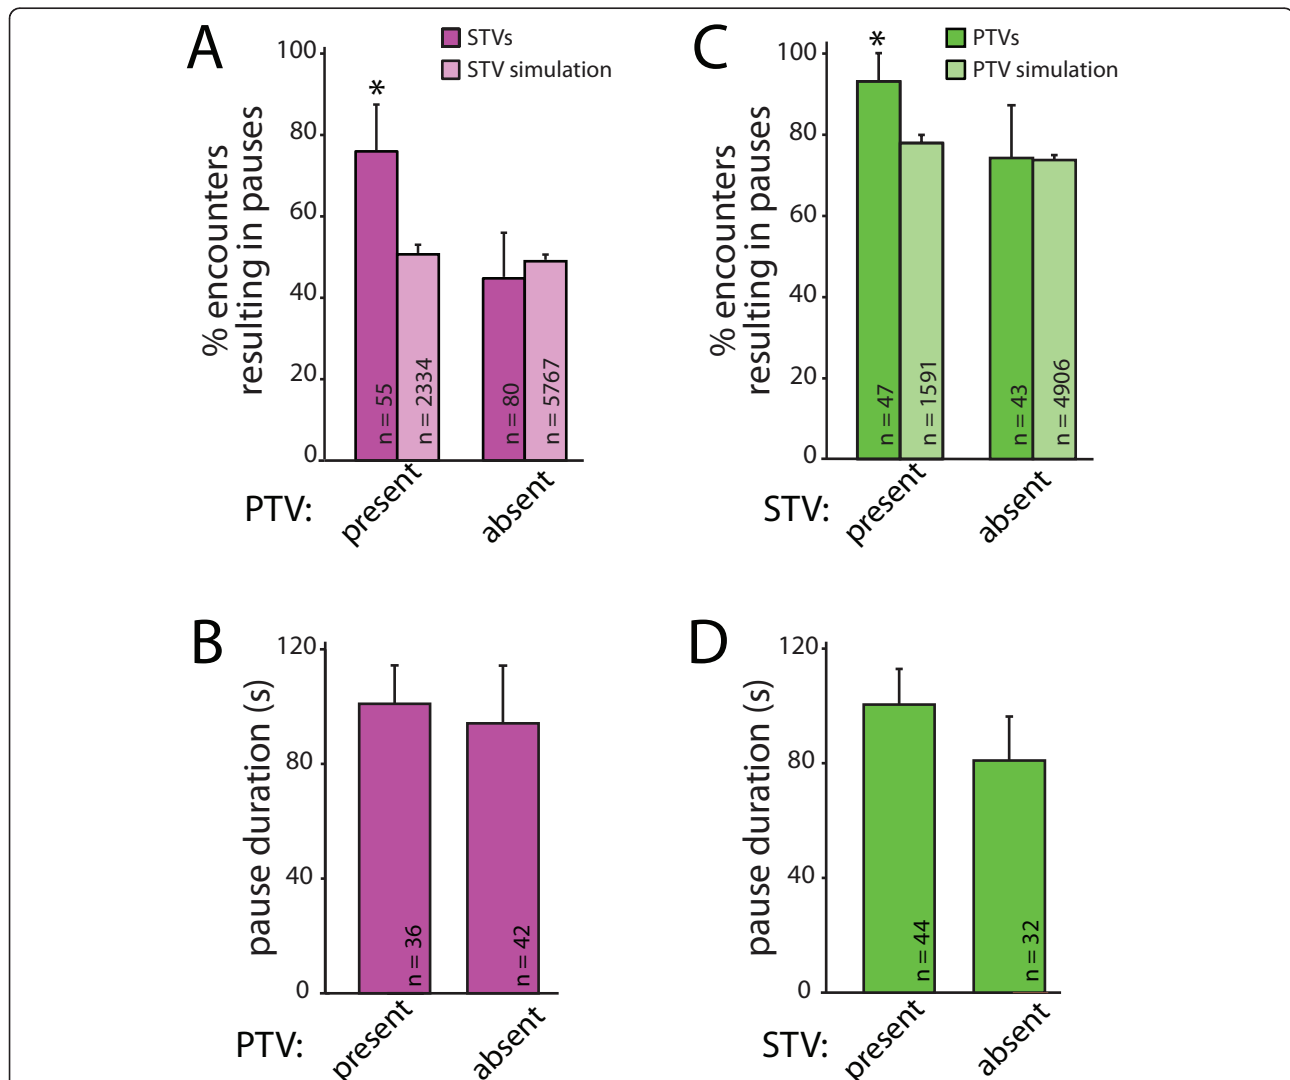 A
STVs
STV simulation
*
100
80
60
40
20
0
% encounters
resulting in pauses
n = 55
n = 2334
n = 80
n = 5767
PTV:
present
absent
C
PTVs
PTV simulation
*
100
80
60
40
20
0
% encounters
resulting in pauses
n = 47
n = 1591
n = 43
n = 4906
STV:
present
absent
B
120
80
40
0
pause duration (s)
n = 36
n = 42
PTV:
present
absent
D
120
80
40
0
pause duration (s)
n = 44
n = 32
STV:
present
absent